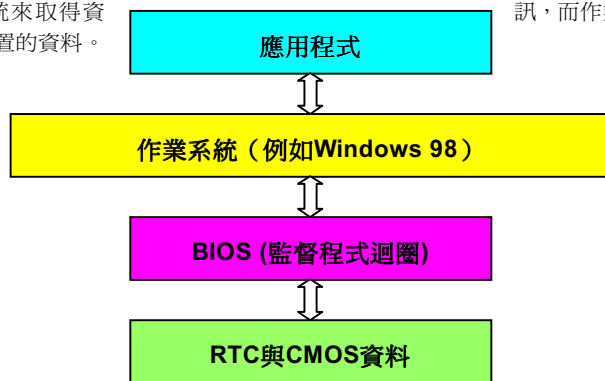 統來取得資
置的資料。
訊，而作
應用程式
作業系統（例如Windows 98）
BIOS (監督程式迴圈)
RTC與CMOS資料